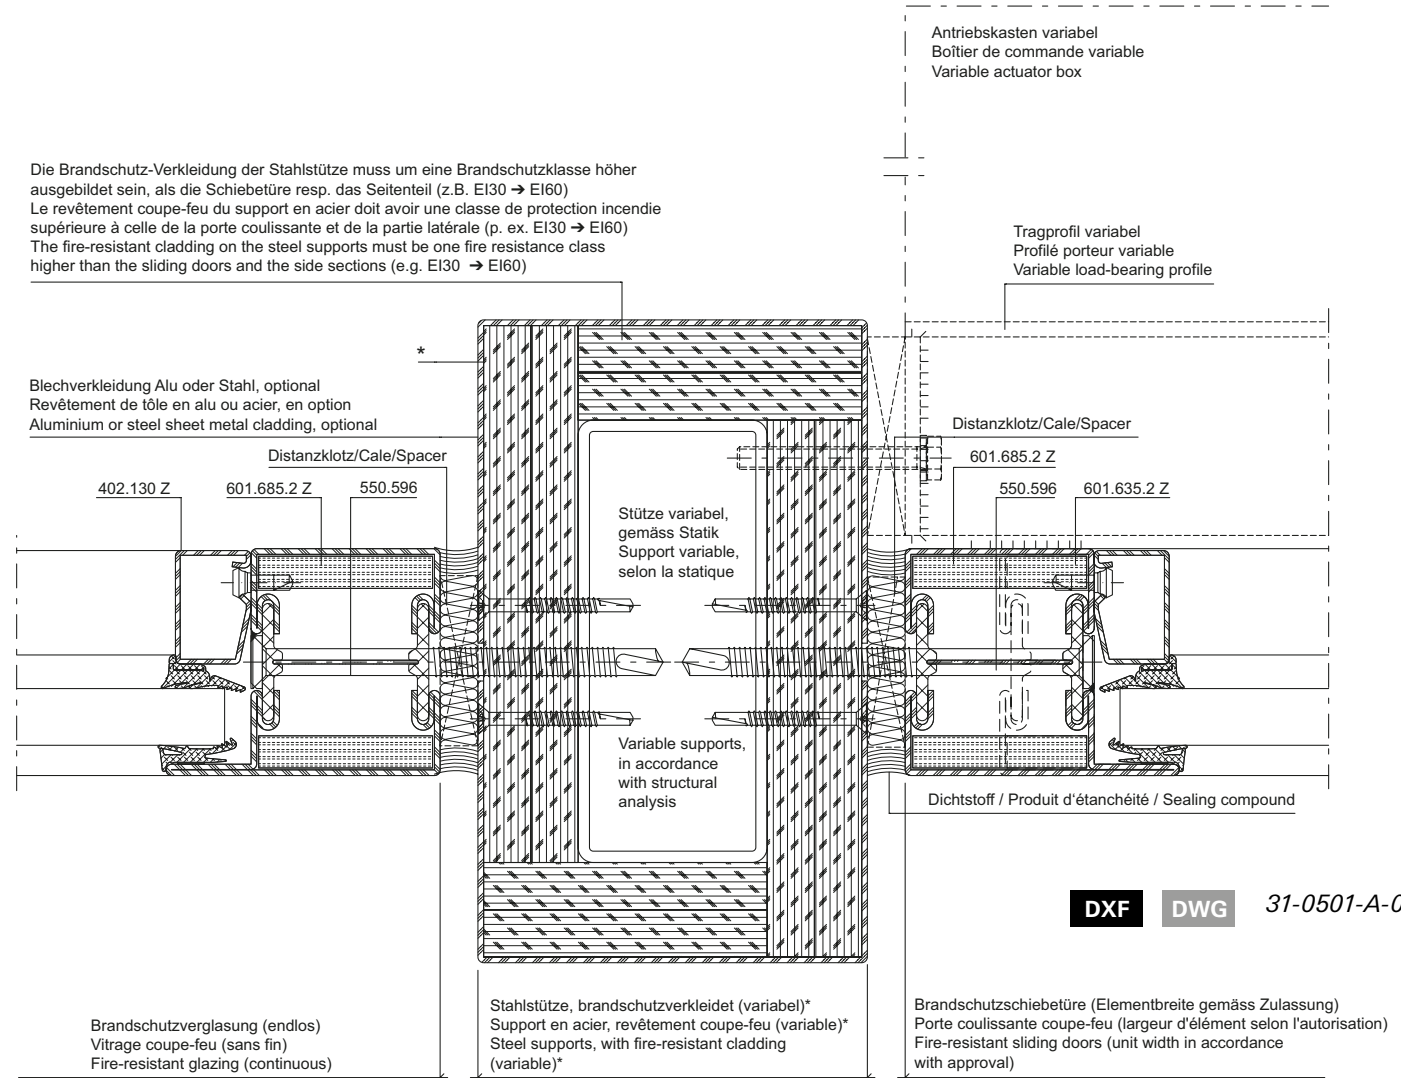 Antriebskasten variabel
Boîtier de commande variable
Variable actuator box
Die Brandschutz-Verkleidung der Stahlstütze muss um eine Brandschutzklasse höher
ausgebildet sein, als die Schiebetüre resp. das Seitenteil (z.B. EI30 ➔ EI60)
Le revêtement coupe-feu du support en acier doit avoir une classe de protection incendie
supérieure à celle de la porte coulissante et de la partie latérale (p. ex. EI30 ➔ EI60)
The fire-resistant cladding on the steel supports must be one fire resistance class
higher than the sliding doors and the side sections (e.g. EI30 ➔ EI60)
Tragprofil variabel
Profilé porteur variable
Variable load-bearing profile
*
Blechverkleidung Alu oder Stahl, optional
Revêtement de tôle en alu ou acier, en option
Aluminium or steel sheet metal cladding, optional
Distanzklotz/Cale/Spacer
Distanzklotz/Cale/Spacer
402.130 Z
601.685.2 Z
550.596
601.685.2 Z
550.596
601.635.2 Z
Stütze variabel,
gemäss Statik
Support variable,
selon la statique
Variable supports,
in accordance
with structural
analysis
Dichtstoff / Produit d‘étanchéité / Sealing compound
DXF
DWG
31-0501-A-0
Brandschutzverglasung (endlos)
Vitrage coupe-feu (sans fin)
Fire-resistant glazing (continuous)
Stahlstütze, brandschutzverkleidet (variabel)*
Support en acier, revêtement coupe-feu (variable)*
Steel supports, with fire-resistant cladding
(variable)*
Brandschutzschiebetüre (Elementbreite gemäss Zulassung)
Porte coulissante coupe-feu (largeur d'élément selon l'autorisation)
Fire-resistant sliding doors (unit width in accordance
with approval)